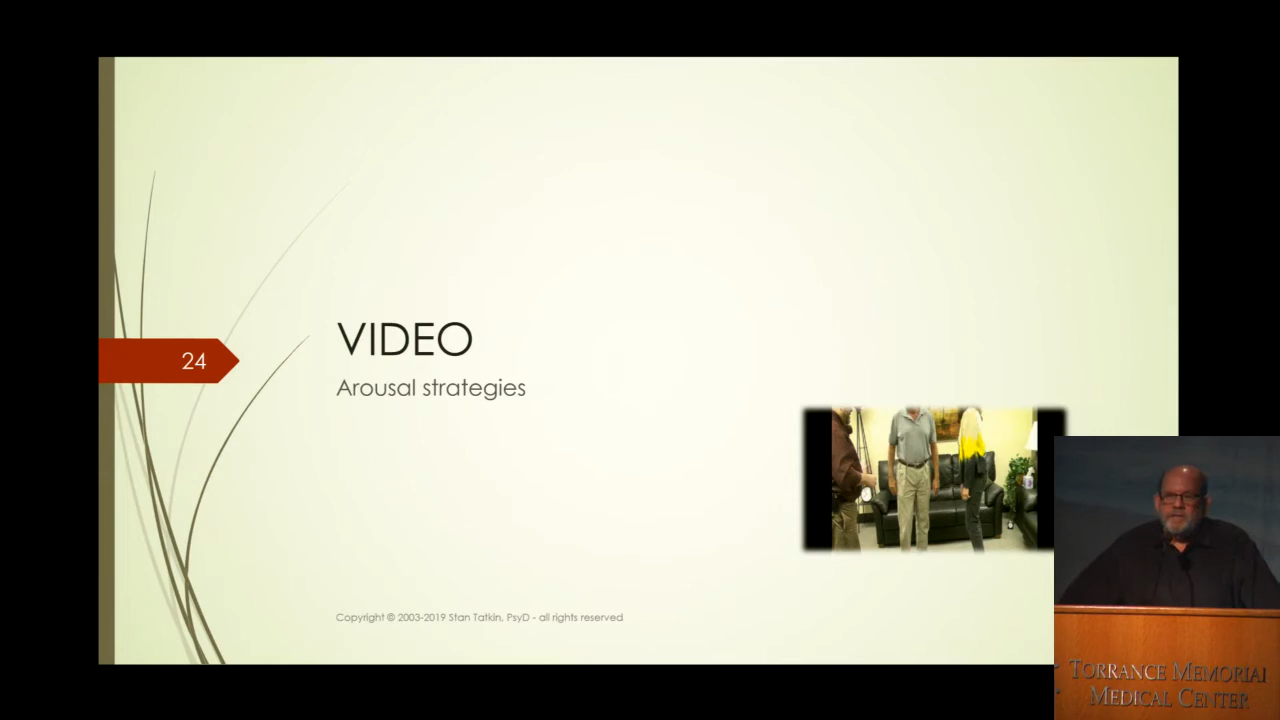 24
VIDEO
Arousal strategies
Copyright © 2003-2019 Stan Tatkin, PsyD - all rights reserved
TORRANCE MEMORIAL
MEDICAL CENTER